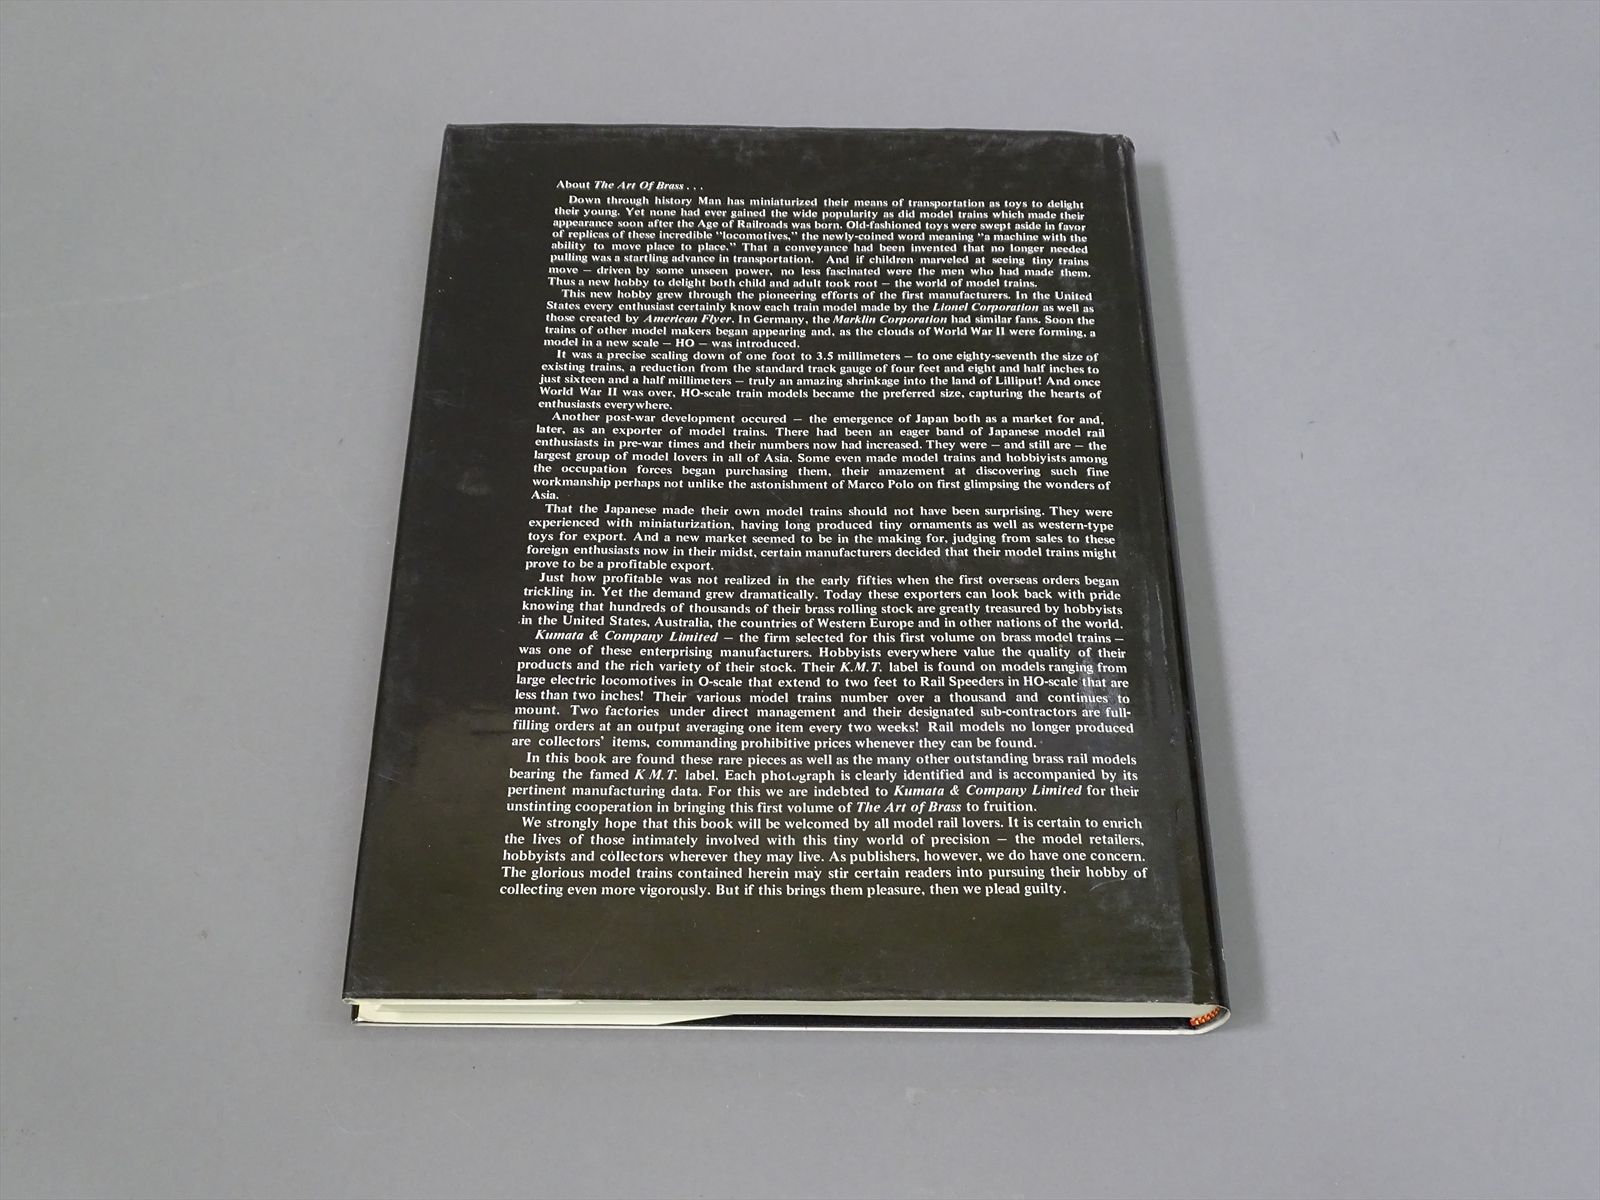 About The Art Of Brass . . .
Down through history Man has miniaturized their means of transportation as toys to delight
their young. Yet none had ever gained the wide popularity as did model trains which made their
appearance soon after the Age of Railroads was born. Old-fashioned toys were swept aside in favor
of replicas of these incredible "locomotives," the newly-coined word meaning "a machine with the
ability to move place to place." That a conveyance had been invented that no longer needed
pulling was a startling advance in transportation. And if children marveled at seeing tiny trains
move — driven by some unseen power, no less fascinated were the men who had made them.
Thus a new hobby to delight both child and adult took root — the world of model trains.
This new hobby grew through the pioneering efforts of the first manufacturers. In the United
States every enthusiast certainly know each train model made by the Lionel Corporation as well as
those created by American Flyer. In Germany, the Marklin Corporation had similar fans. Soon the
trains of other model makers began appearing and, as the clouds of World War II were forming, a
model in a new scale — HO — was introduced.
It was a precise scaling down of one foot to 3.5 millimeters — to one eighty-seventh the size of
existing trains, a reduction from the standard track gauge of four feet and eight and half inches to
just sixteen and a half millimeters — truly an amazing shrinkage into the land of Lilliput! And once
World War II was over, HO-scale train models became the preferred size, capturing the hearts of
enthusiasts everywhere.
Another post-war development occured — the emergence of Japan both as a market for and,
later, as an exporter of model trains. There had been an eager band of Japanese model rail
enthusiasts in pre-war times and their numbers now had increased. They were — and still are — the
largest group of model lovers in all of Asia. Some even made model trains and hobbiyists among
the occupation forces began purchasing them, their amazement at discovering such fine
workmanship perhaps not unlike the astonishment of Marco Polo on first glimpsing the wonders of
Asia.
That the Japanese made their own model trains should not have been surprising. They were
experienced with miniaturization, having long produced tiny ornaments as well as western-type
toys for export. And a new market seemed to be in the making for, judging from sales to these
foreign enthusiasts now in their midst, certain manufacturers decided that their model trains might
prove to be a profitable export.
Just how profitable was not realized in the early fifties when the first overseas orders began
trickling in. Yet the demand grew dramatically. Today these exporters can look back with pride
knowing that hundreds of thousands of their brass rolling stock are greatly treasured by hobbyists
in the United States, Australia, the countries of Western Europe and in other nations of the world.
Kumata & Company Limited — the firm selected for this first volume on brass model trains —
was one of these enterprising manufacturers. Hobbyists everywhere value the quality of their
products and the rich variety of their stock. Their K.M.T. label is found on models ranging from
large electric locomotives in O-scale that extend to two feet to Rail Speeders in HO-scale that are
less than two inches! Their various model trains number over a thousand and continues to
mount. Two factories under direct management and their designated sub-contractors are full-
filling orders at an output averaging one item every two weeks! Rail models no longer produced
are collectors' items, commanding prohibitive prices whenever they can be found.
In this book are found these rare pieces as well as the many other outstanding brass rail models
bearing the famed K M.T. label. Each photograph is clearly identified and is accompanied by its
pertinent manufacturing data. For this we are indebted to Kumata & Company Limited for their
unstinting cooperation in bringing this first volume of The Art of Brass to fruition.
We strongly hope that this book will be welcomed by all model rail lovers. It is certain to enrich
the lives of those intimately involved with this tiny world of precision — the model retailers,
hobbyists and collectors wherever they may live. As publishers, however, we do have one concern.
The glorious model trains contained herein may stir certain readers into pursuing their hobby of
collecting even more vigorously. But if this brings them pleasure, then we plead guilty.